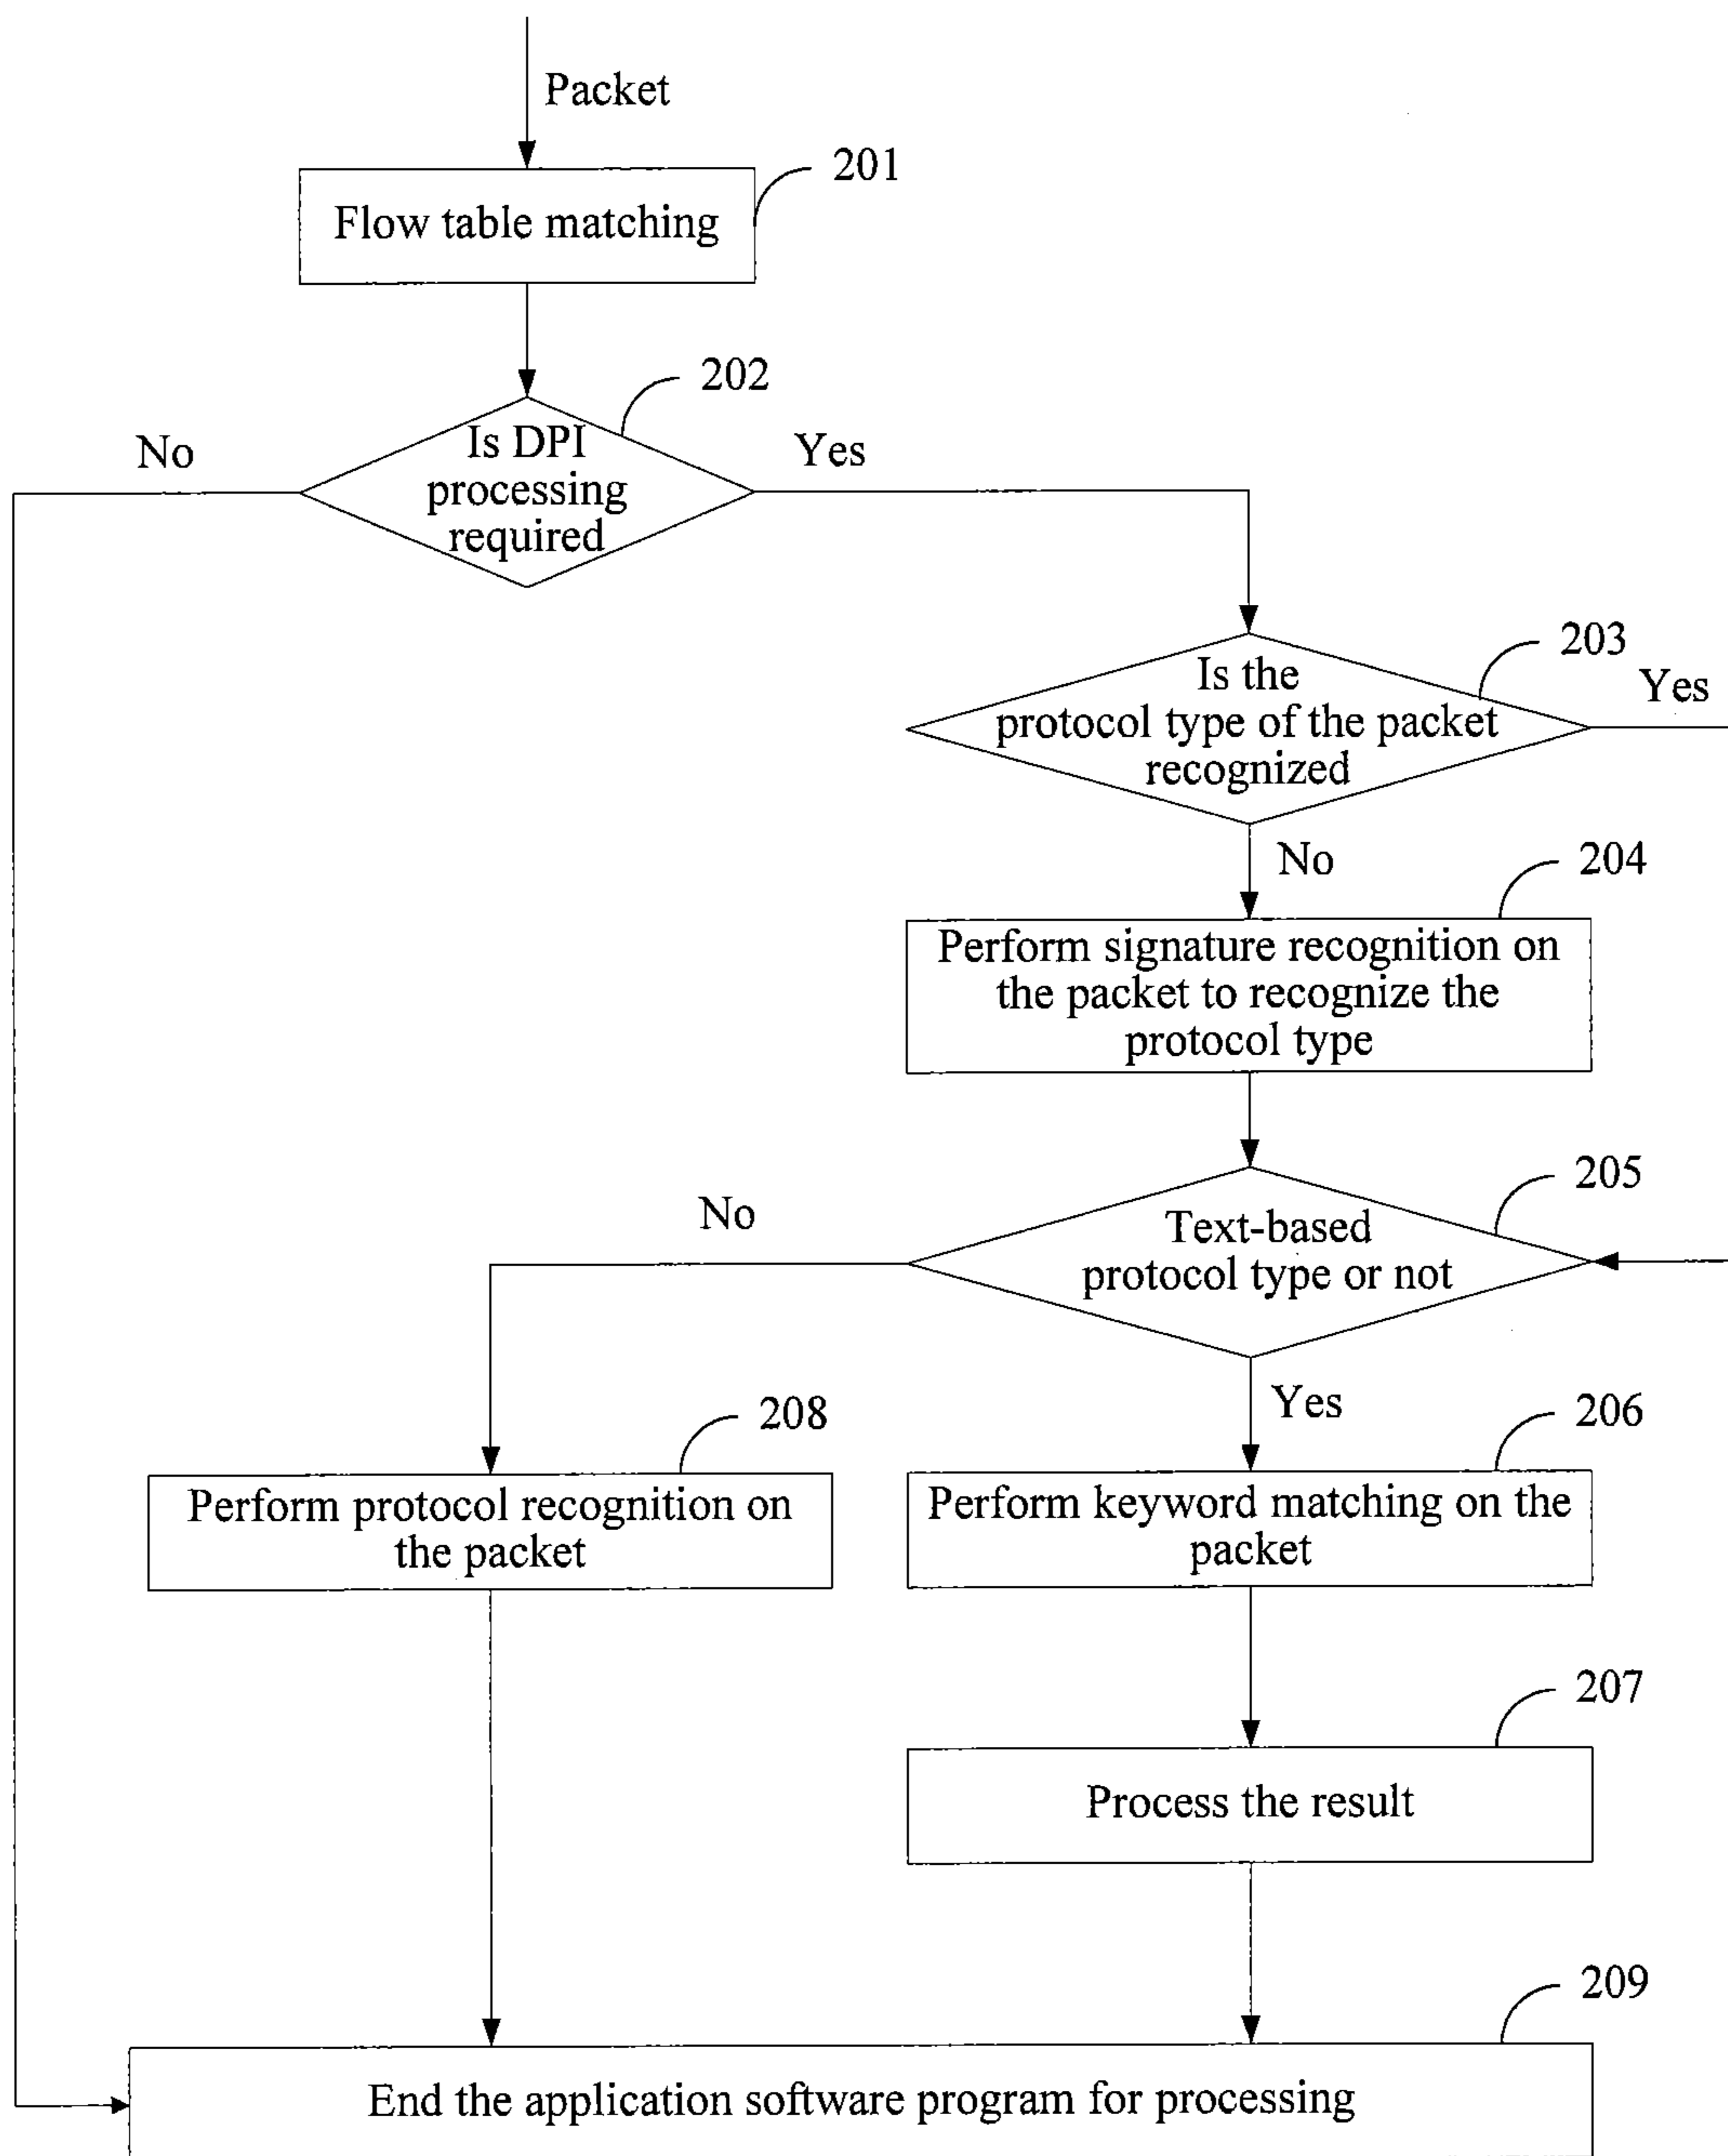 Packet
201
Flow table matching
202
No
Is DPI
processing
required
Yes
203
Is the
protocol type of the packet
recognized
Yes
No
204
Perform signature recognition on
the packet to recognize the
protocol type
205
No
Text-based
protocol type or not
Yes
208
206
Perform protocol recognition on
the packet
Perform keyword matching on the
packet
207
Process the result
209
End the application software program for processing